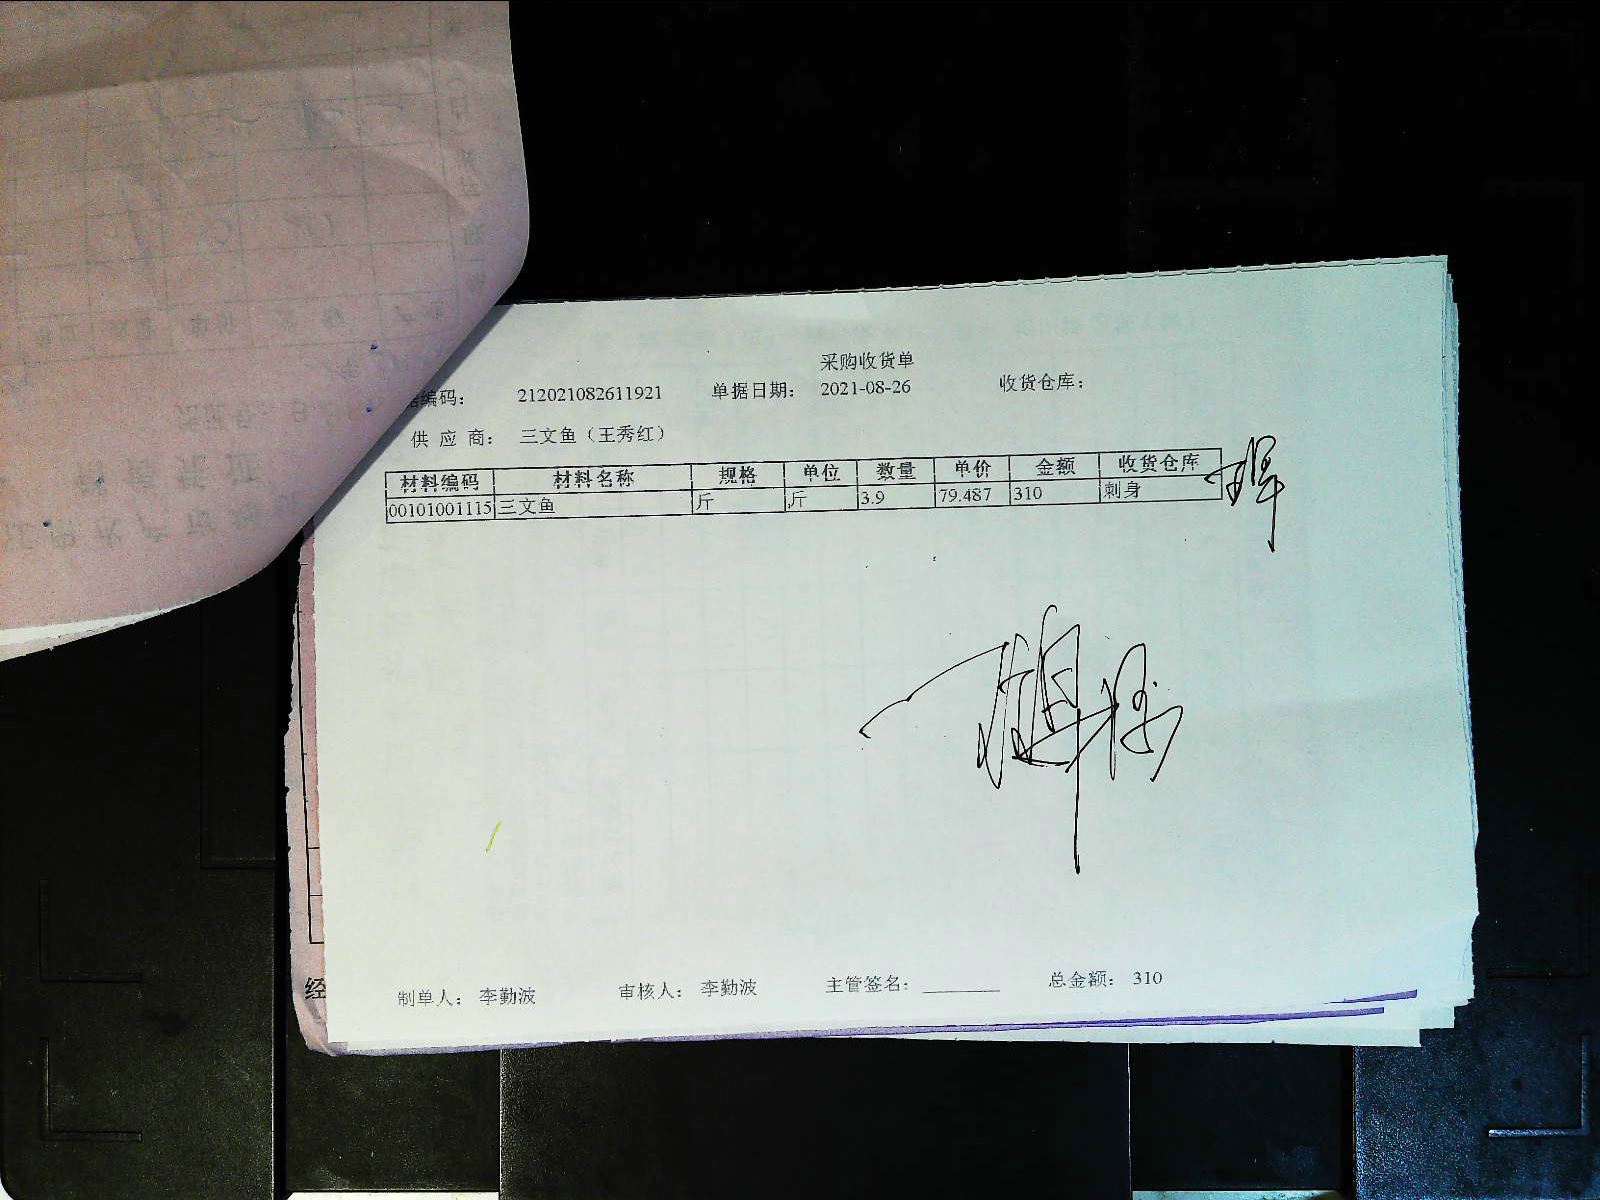 采购收货单
据编码： 212021082611921 单据日期： 2021-08-26 收货仓库：
供 应 商： 三文鱼（王秀红）
材料编码 材料名称 规格 单位 数量 单价 金额 收货仓库
00101001115 三文鱼 斤 斤 3.9 79.487 310 刺身
经
制单人： 李勤波 审核人： 李勤波 主管签名： 总金额： 310